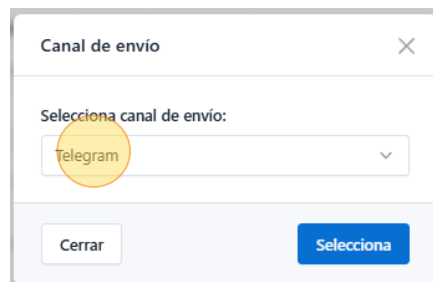 Canal de envío
Selecciona canal de envío:
Telegram
Cerrar
Selecciona